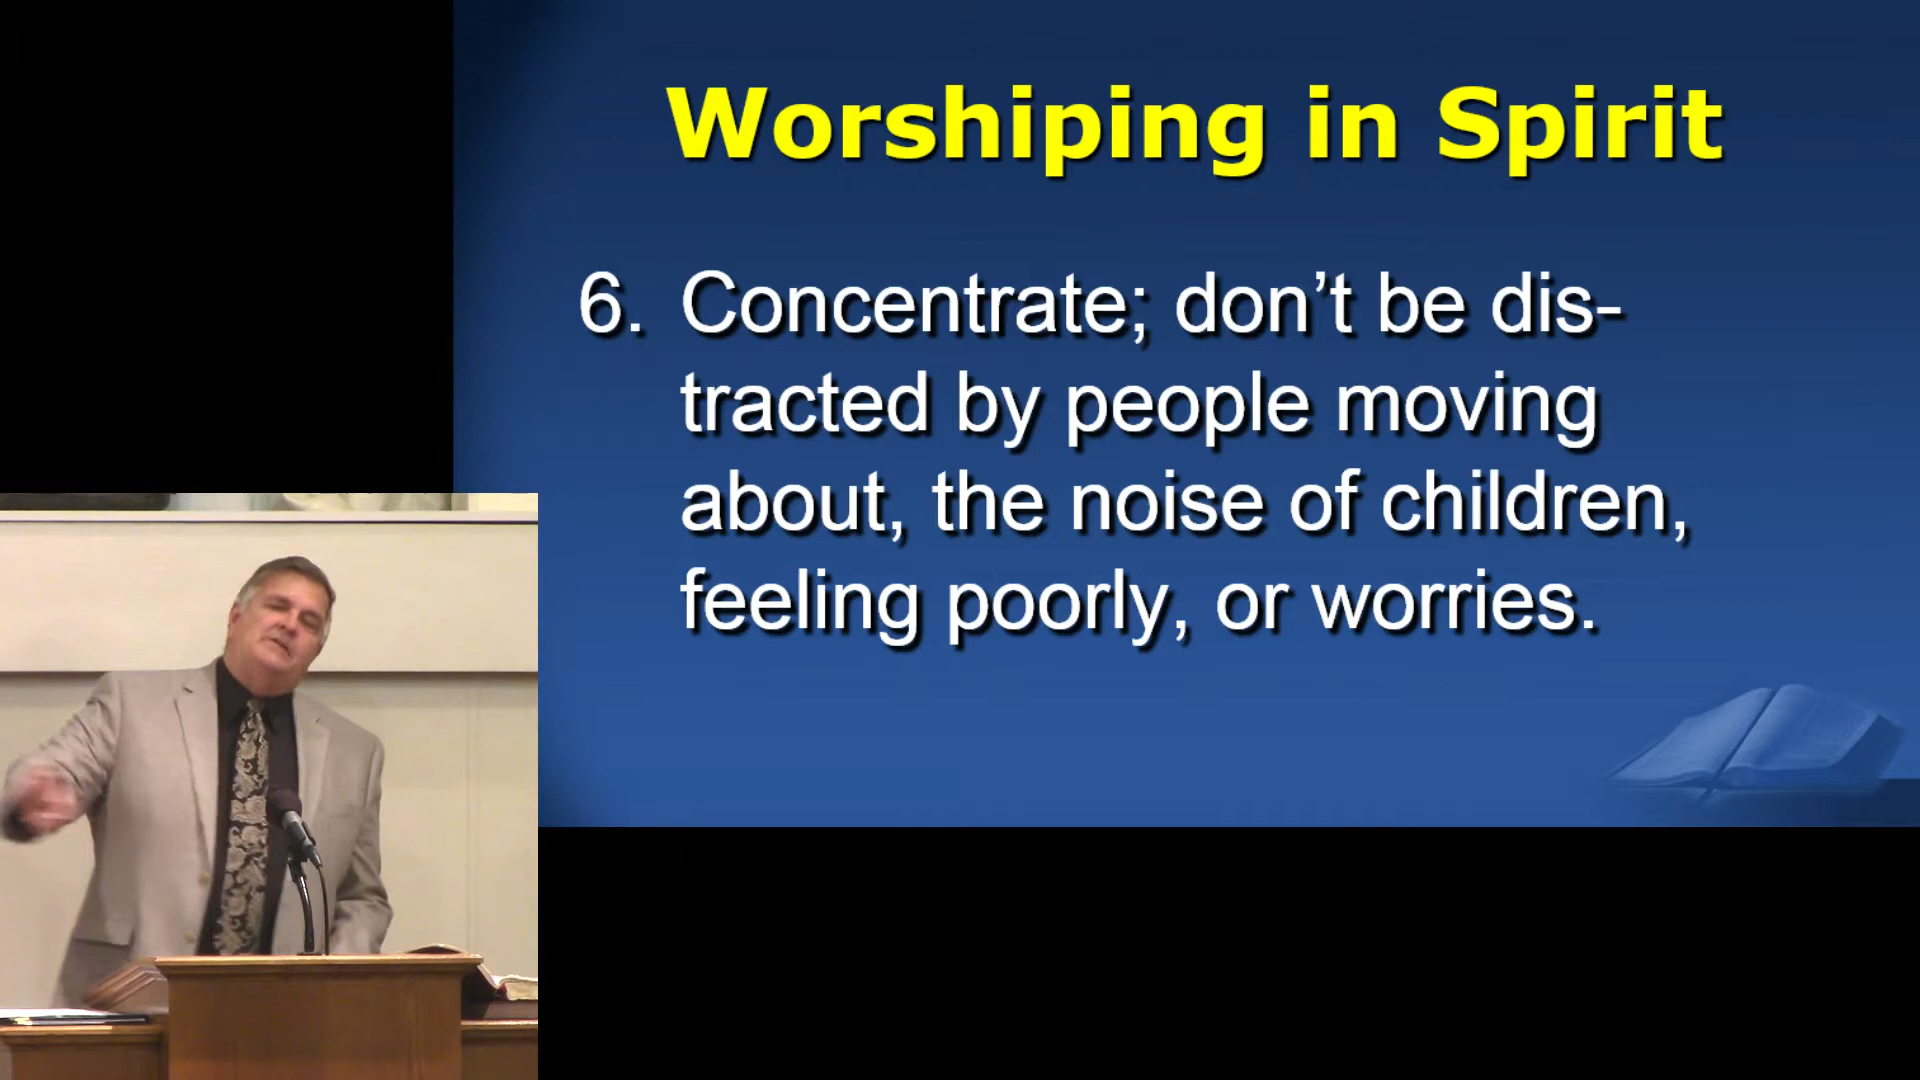 Worshiping in Spirit
6. Concentrate; don't be dis-
tracted by people moving
about, the noise of children,
feeling poorly, or worries.